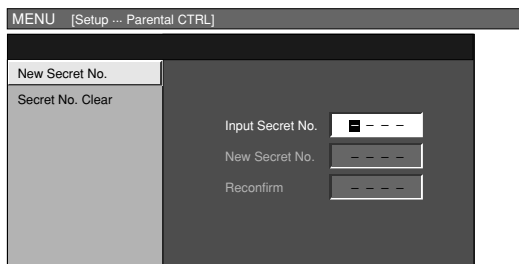 MENU [Setup ··· Parental CTRL]
New Secret No.
Secret No. Clear
Input Secret No. – – – –
New Secret No. – – – –
Reconfirm – – – –